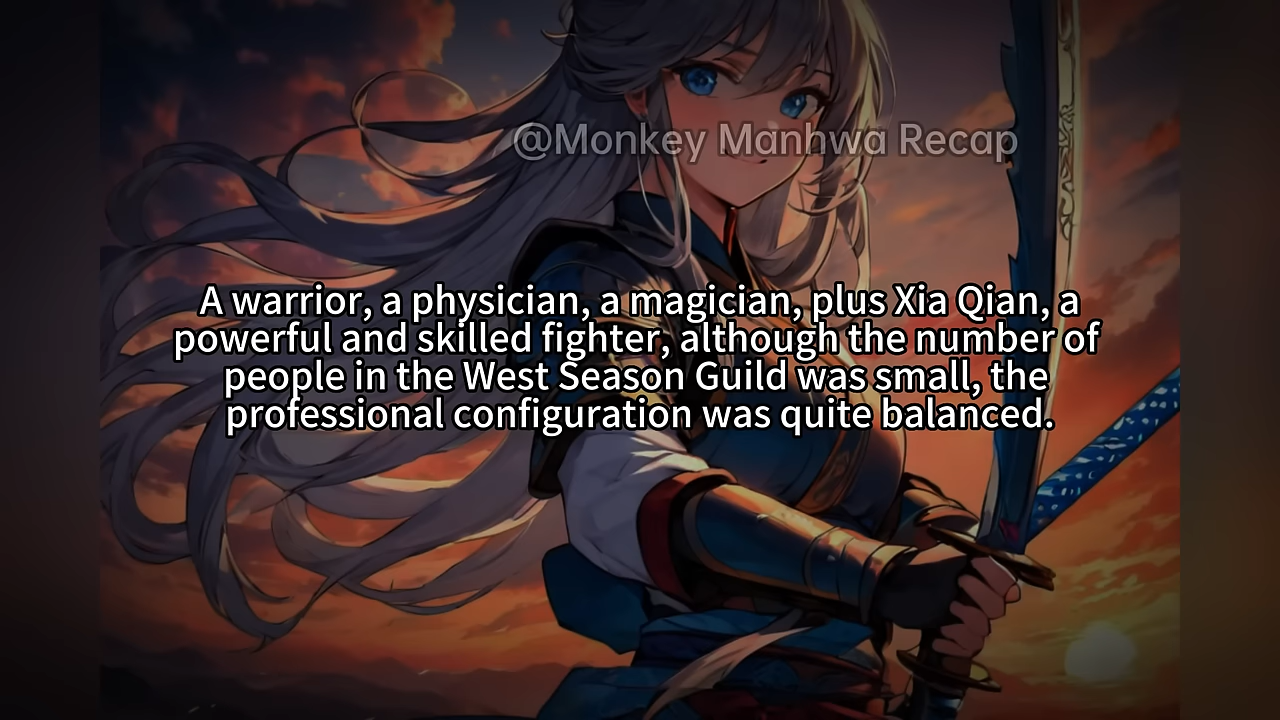 @Monkey Manhwa Recap
A warrior, a physician, a magician, plus Xia Qian, a
powerful and skilled fighter, although the number of
people in the West Season Guild was small, the
professional configuration was quite balanced.